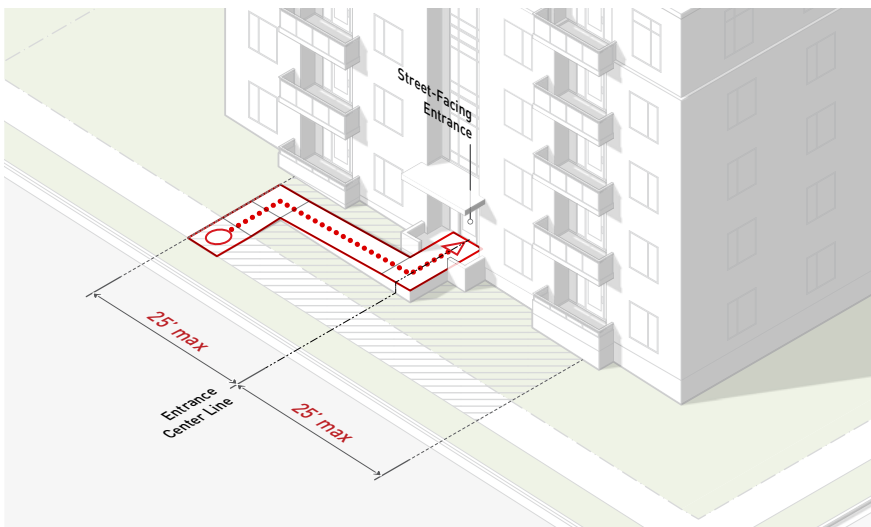 Street-Facing
Entrance
25' max
Entrance
Center Line
25' max